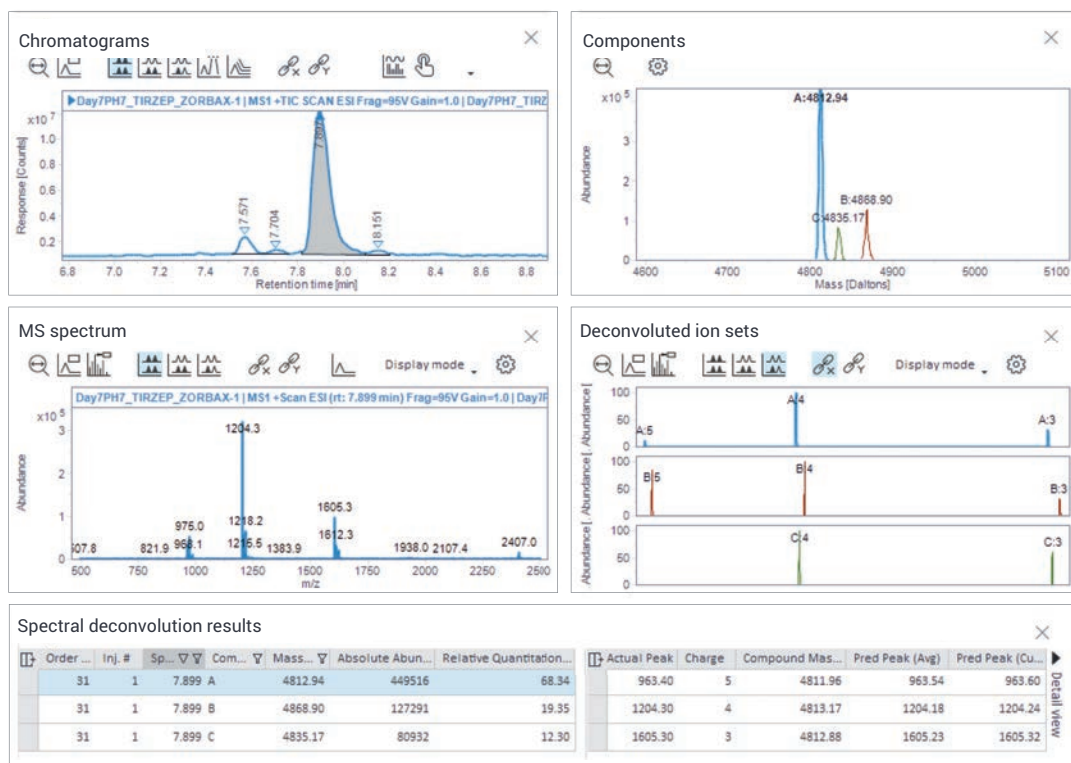 Chromatograms
Day7PH7_TIRZEP_ZORBAX-1 | MS1 +TIC SCAN ESI Frag=95V Gain=1.0 | Day7PH7_TIRZ
x10 7
Response [Counts]
1.0
0.8
0.6
0.4
0.2
7.571
7.704
8.151
6.8 7.0 7.2 7.4 7.6 7.8 8.0 8.2 8.4 8.6 8.8
Retention time [min]
Components
x10 5
Abundance
3
2
1
0
A:4812.94
B:4868.90
C:4835.17
4600 4700 4800 4900 5000 5100
Mass [Daltons]
MS spectrum
Display mode
Day7PH7_TIRZEP_ZORBAX-1 | MS1 +Scan ESI (rt: 7.899 min) Frag=95V Gain=1.0 | Day7P
x10 5
Abundance
3
2
1
0
1204.3
975.0
1218.2
1605.3
821.9 1383.9 1612.3 1938.0 2107.4 2407.0
500 750 1000 1250 1500 1750 2000 2250 2500
m/z
Deconvoluted ion sets
Display mode
Abundance [. Abundance [. Abundance [.
100
50
0
A:5 A:4 A:3
100
50
0
B:5 B:4 B:3
100
50
0
C:4 C:3
Spectral deconvolution results
Order ... Inj. # Sp... Com... Mass... Absolute Abun... Relative Quantitation...
31 1 7.899 A 4812.94 449516 68.34
31 1 7.899 B 4868.90 127291 19.35
31 1 7.899 C 4835.17 80932 12.30
Actual Peak Charge Compound Mas... Pred Peak (Avg) Pred Peak (Cu...
963.40 5 4811.96 963.54 963.60
1204.30 4 4813.17 1204.18 1204.24
1605.30 3 4812.88 1605.23 1605.32
Detail view